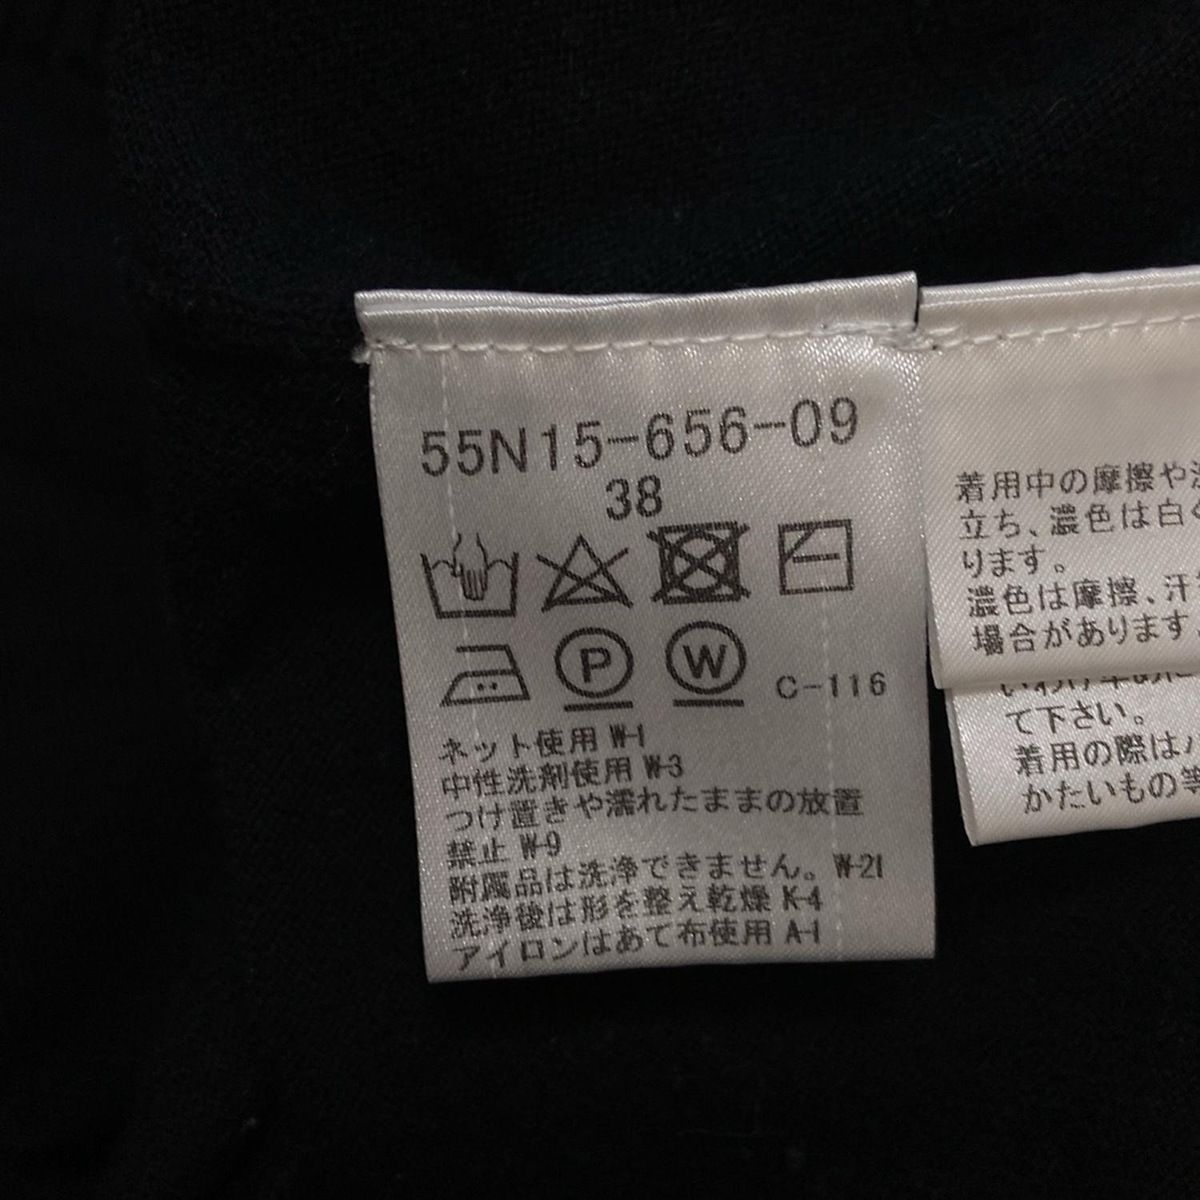 55N15-656-09
38
P W C-116
ネット使用 W-1
中性洗剤使用 W-3
つけ置きや濡れたままの放置
禁止 W-9
附属品は洗浄できません。W-21
洗浄後は形を整え乾燥 K-4
アイロンはあて布使用 A-1
着用中の摩擦や
立ち、濃色は白く
ります。
濃色は摩擦、汗
場合があります
て下さい。
着用の際は
かたいもの等